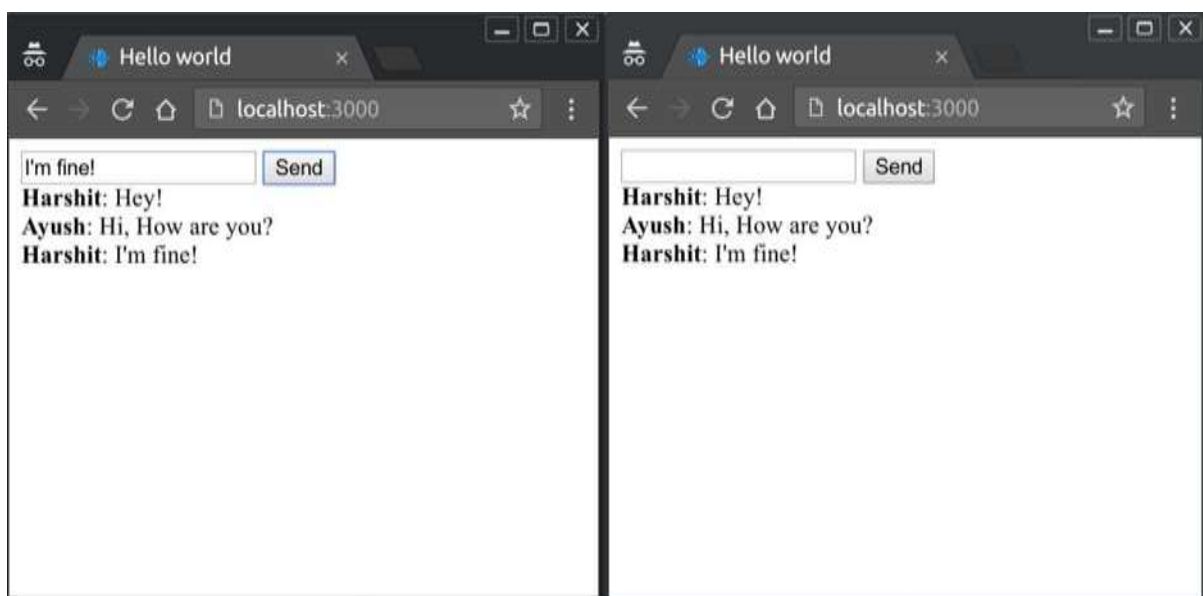 Hello world
localhost:3000
I'm fine! Send
Harshit: Hey!
Ayush: Hi, How are you?
Harshit: I'm fine!
Hello world
localhost:3000
Send
Harshit: Hey!
Ayush: Hi, How are you?
Harshit: I'm fine!